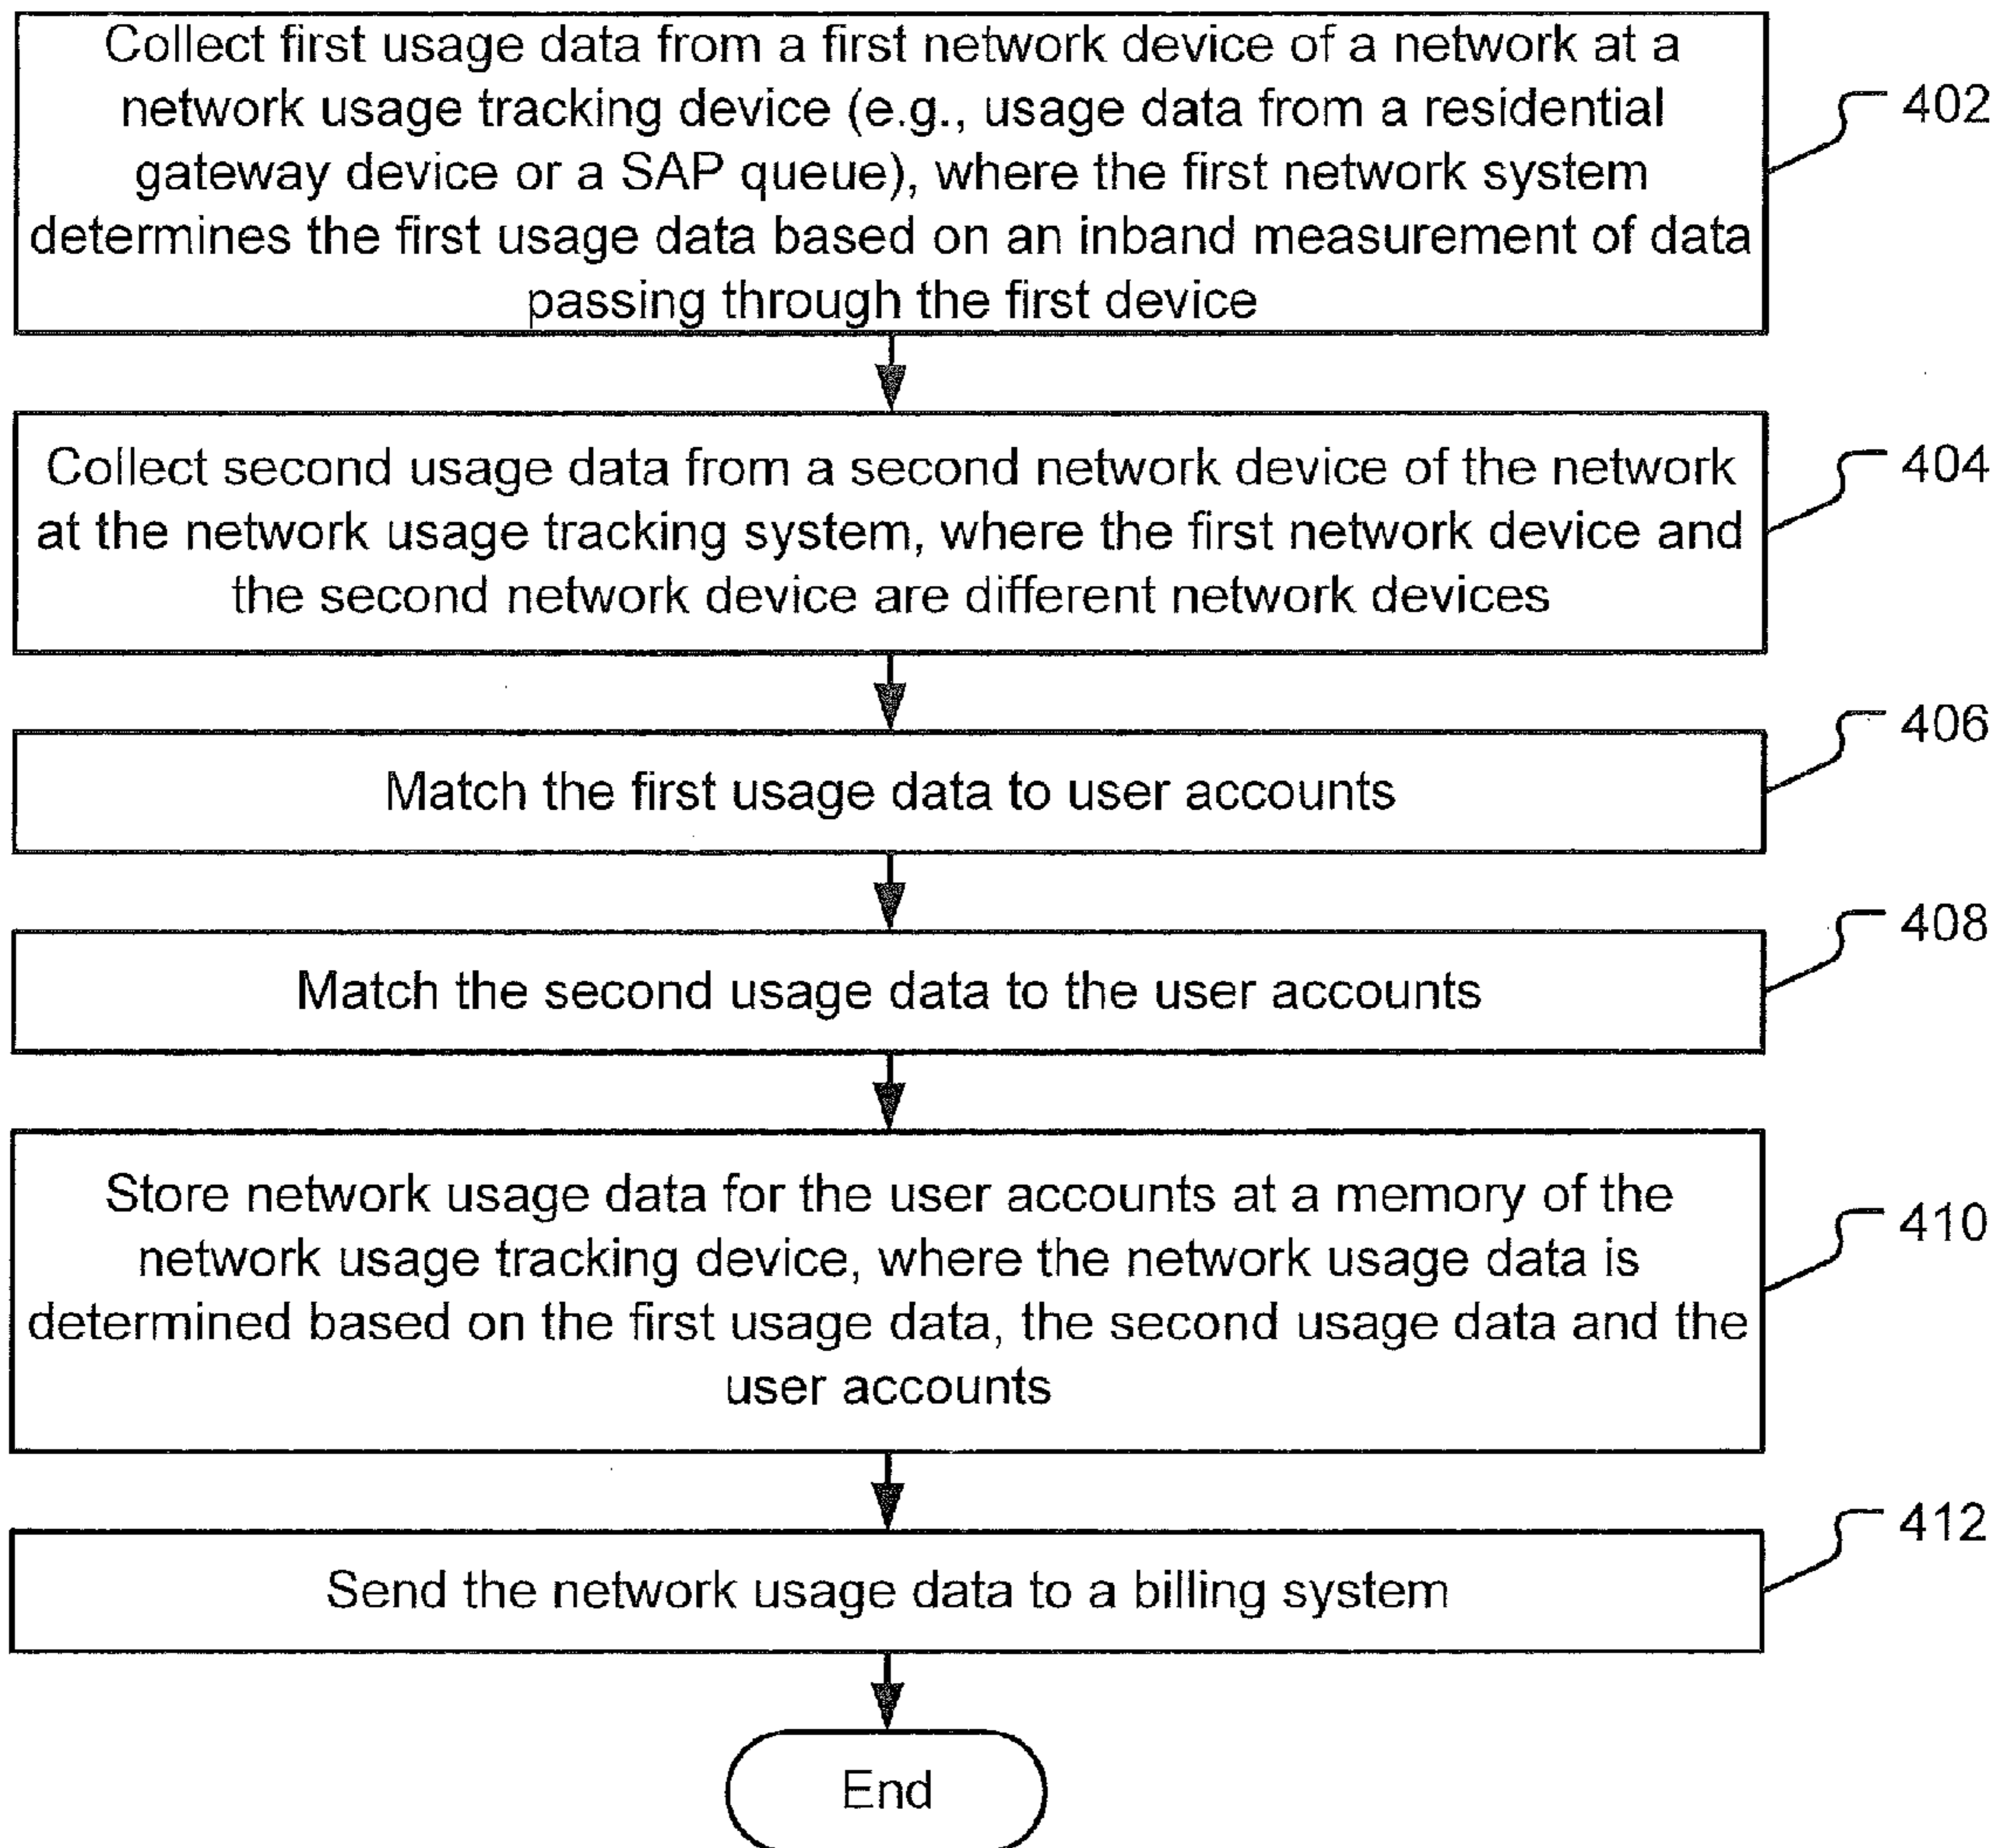 Collect first usage data from a first network device of a network at a
network usage tracking device (e.g., usage data from a residential
gateway device or a SAP queue), where the first network system
determines the first usage data based on an inband measurement of data
passing through the first device
402
Collect second usage data from a second network device of the network
at the network usage tracking system, where the first network device and
the second network device are different network devices
404
Match the first usage data to user accounts
406
Match the second usage data to the user accounts
408
Store network usage data for the user accounts at a memory of the
network usage tracking device, where the network usage data is
determined based on the first usage data, the second usage data and the
user accounts
410
Send the network usage data to a billing system
412
End